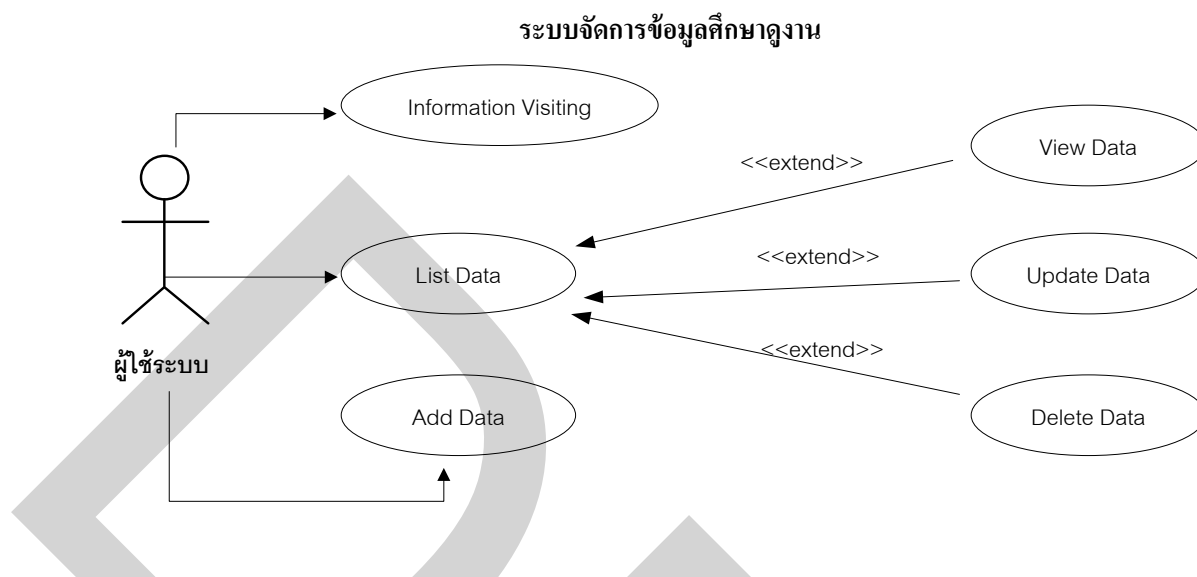 ระบบจัดการข้อมูลศึกษาดูงาน
Information Visiting
View Data
<<extend>>
List Data
<<extend>>
Update Data
<<extend>>
ผู้ใช้ระบบ
Add Data
Delete Data